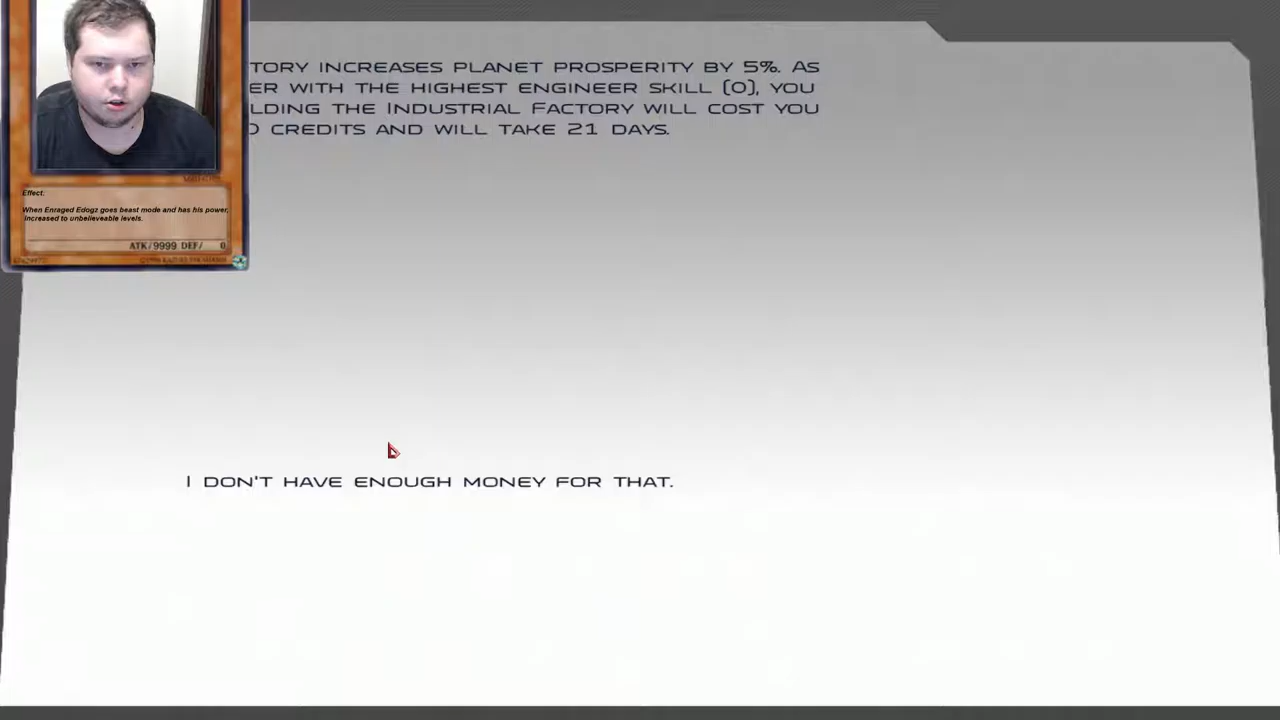 TORY INCREASES PLANET PROSPERITY BY 5%. AS
ER WITH THE HIGHEST ENGINEER SKILL (0), YOU
LDING THE INDUSTRIAL FACTORY WILL COST YOU
0 CREDITS AND WILL TAKE 21 DAYS.
Effect:
When Enraged Edogz goes beast mode and has his power,
increased to unbelieveable levels.
ATK/9999 DEF/ 0
I DON'T HAVE ENOUGH MONEY FOR THAT.